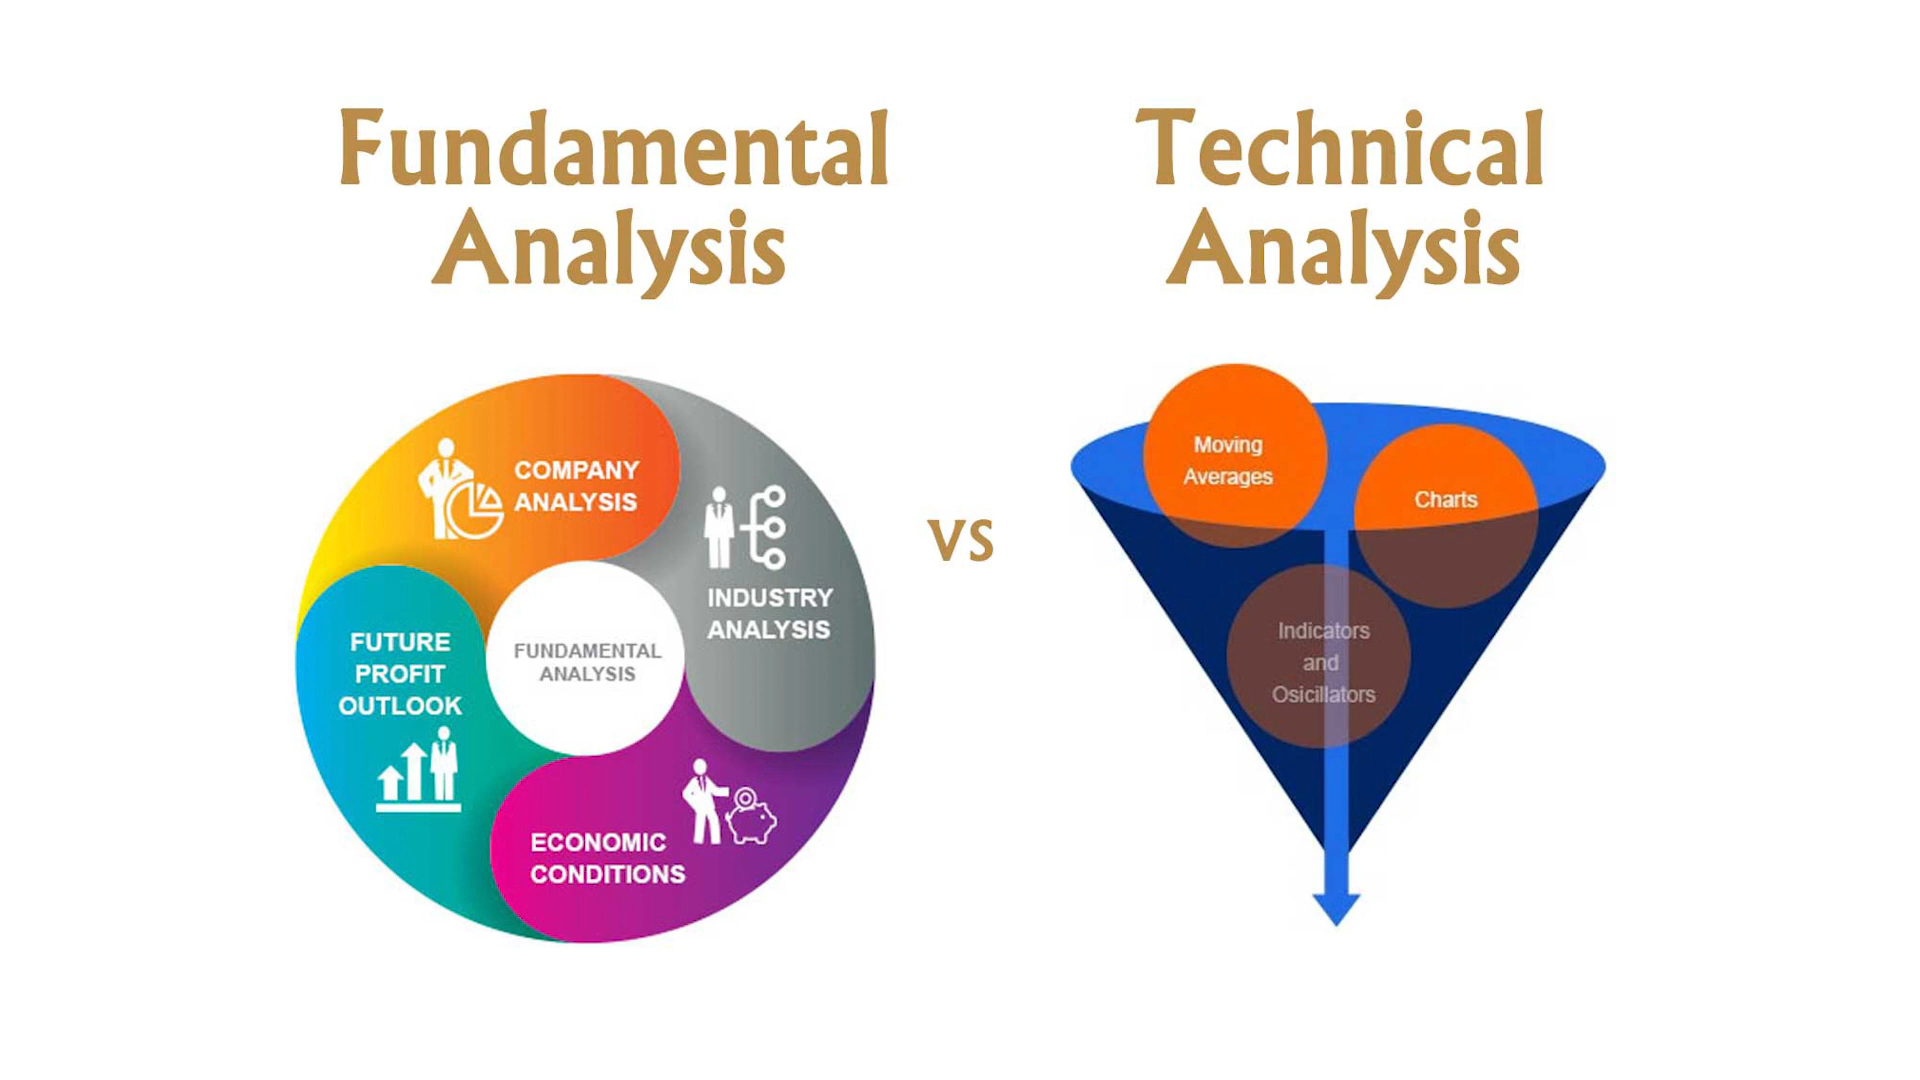 Fundamental
Analysis
Technical
Analysis
vs
COMPANY
ANALYSIS
INDUSTRY
ANALYSIS
FUTURE
PROFIT
OUTLOOK
FUNDAMENTAL
ANALYSIS
ECONOMIC
CONDITIONS
Moving
Averages
Charts
Indicators
and
Osicillators